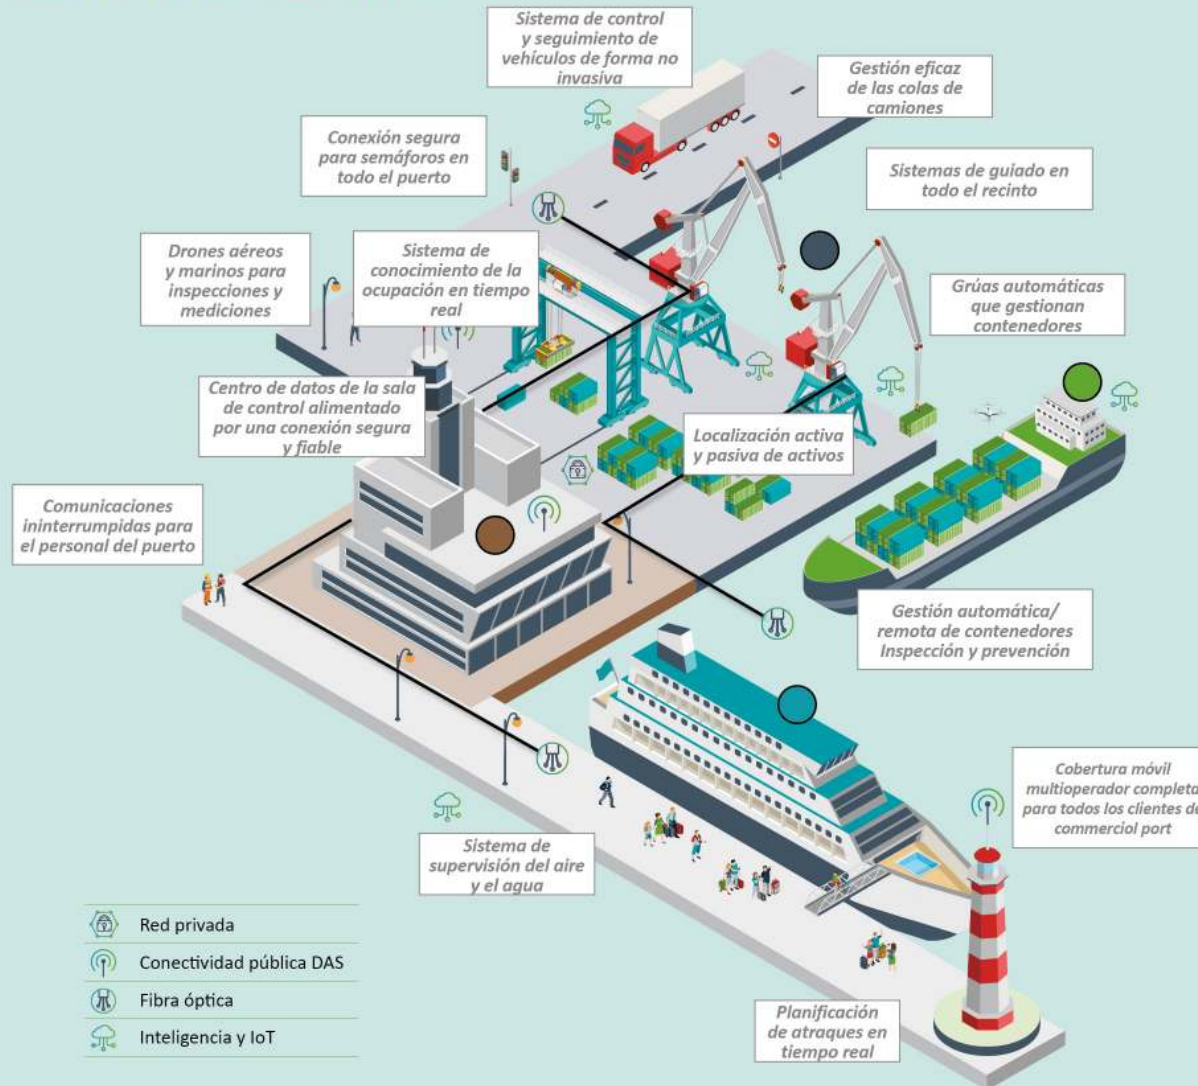 Sistema de control
y seguimiento de
vehículos de forma no
invasiva
Gestión eficaz
de las colas de
camiones
Conexión segura
para semáforos en
todo el puerto
Sistemas de guiado en
todo el recinto
Drones aéreos
y marinos para
inspecciones y
mediciones
Sistema de
conocimiento de la
ocupación en tiempo
real
Grúas automáticas
que gestionan
contenedores
Centro de datos de la sala
de control alimentado
por una conexión segura
y fiable
Localización activa
y pasiva de activos
Comunicaciones
ininterrumpidas para
el personal del puerto
Gestión automática/
remota de contenedores
Inspección y prevención
Cobertura móvil
multioperador completa
para todos los clientes de
commerciol port
Sistema de
supervisión del aire
y el agua
Red privada
Conectividad pública DAS
Fibra óptica
Inteligencia y IoT
Planificación
de atraques en
tiempo real